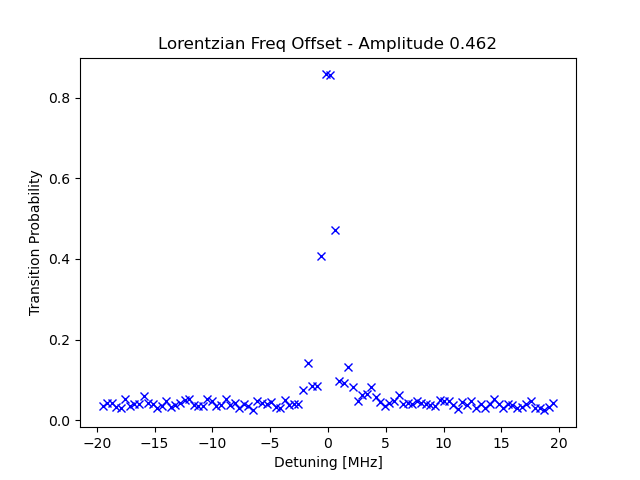 Lorentzian Freq Offset - Amplitude 0.462
Transition Probability
0.8
0.6
0.4
0.2
0.0
−20 −15 −10 −5 0 5 10 15 20
Detuning [MHz]